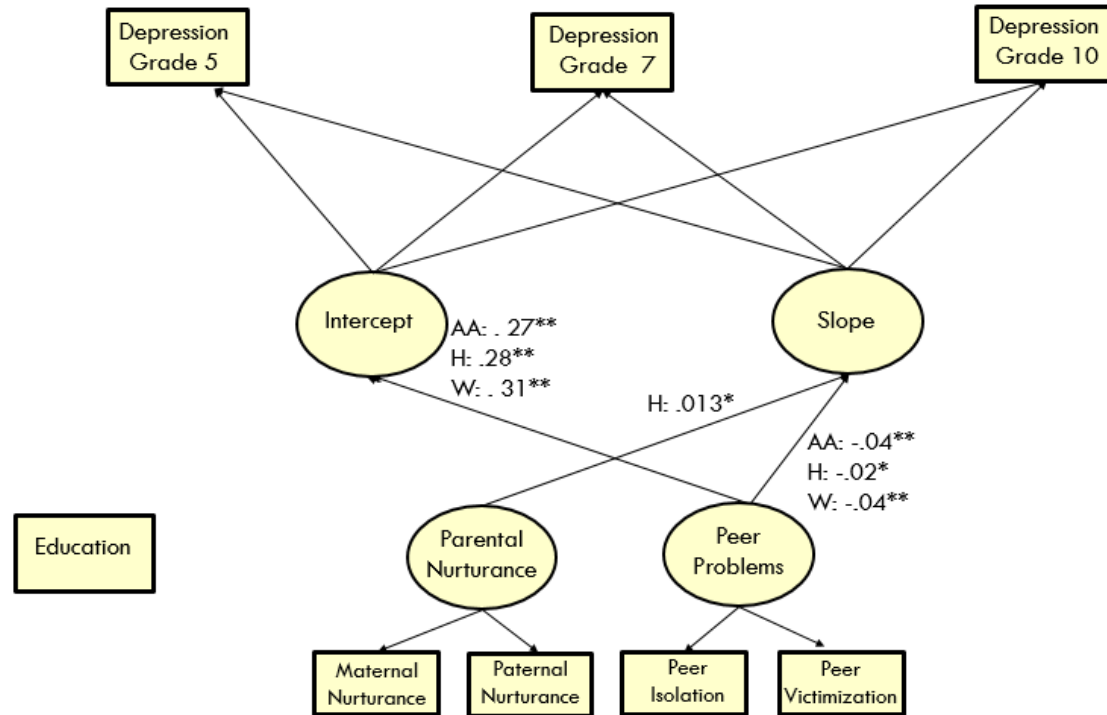 Depression
Grade 5
Depression
Grade 7
Depression
Grade 10
Intercept
Slope
AA: . 27**
H: .28**
W: . 31**
H: .013*
AA: -.04**
H: -.02*
W: -.04**
Education
Parental
Nurturance
Peer
Problems
Maternal
Nurturance
Paternal
Nurturance
Peer
Isolation
Peer
Victimization